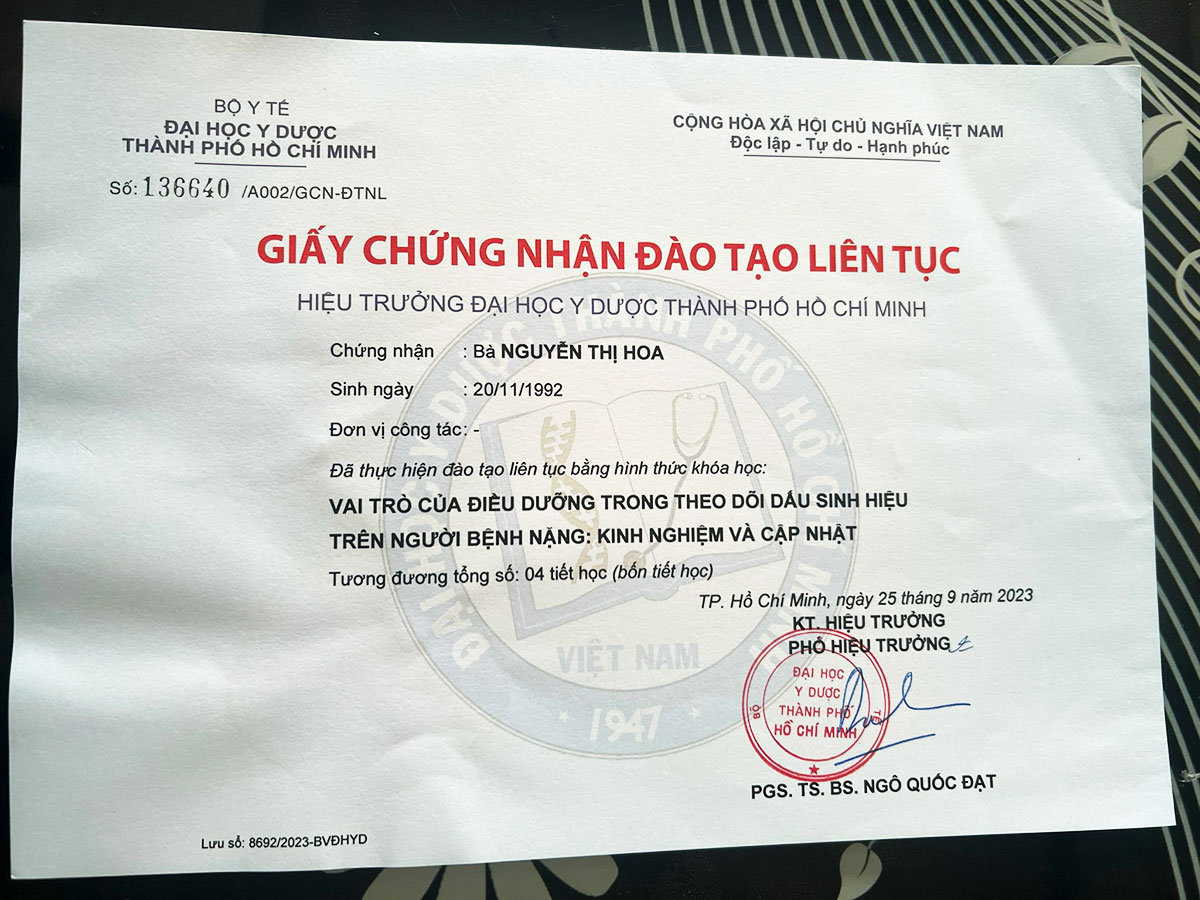 BỘ Y TẾ
ĐẠI HỌC Y DƯỢC
THÀNH PHỐ HỒ CHÍ MINH
Số: 136640 /A002/GCN-ĐTNL
CỘNG HÒA XÃ HỘI CHỦ NGHĨA VIỆT NAM
Độc lập - Tự do - Hạnh phúc
GIẤY CHỨNG NHẬN ĐÀO TẠO LIÊN TỤC
HIỆU TRƯỞNG ĐẠI HỌC Y DƯỢC THÀNH PHỐ HỒ CHÍ MINH
Chứng nhận : Bà NGUYỄN THỊ HOA
Sinh ngày : 20/11/1992
Đơn vị công tác: -
Đã thực hiện đào tạo liên tục bằng hình thức khóa học:
VAI TRÒ CỦA ĐIỀU DƯỠNG TRONG THEO DÕI DẤU SINH HIỆU
TRÊN NGƯỜI BỆNH NẶNG: KINH NGHIỆM VÀ CẬP NHẬT
Tương đương tổng số: 04 tiết học (bốn tiết học)
TP. Hồ Chí Minh, ngày 25 tháng 9 năm 2023
KT. HIỆU TRƯỞNG
PHÓ HIỆU TRƯỞNG
BỘ Y TẾ
ĐẠI HỌC
Y DƯỢC
THÀNH PHỐ
HỒ CHÍ MINH
PGS. TS. BS. NGÔ QUỐC ĐẠT
Lưu số: 8692/2023-BVĐHYD
ĐẠI HỌC Y DƯỢC THÀNH PHỐ HỒ CHÍ MINH
VIỆT NAM
1947